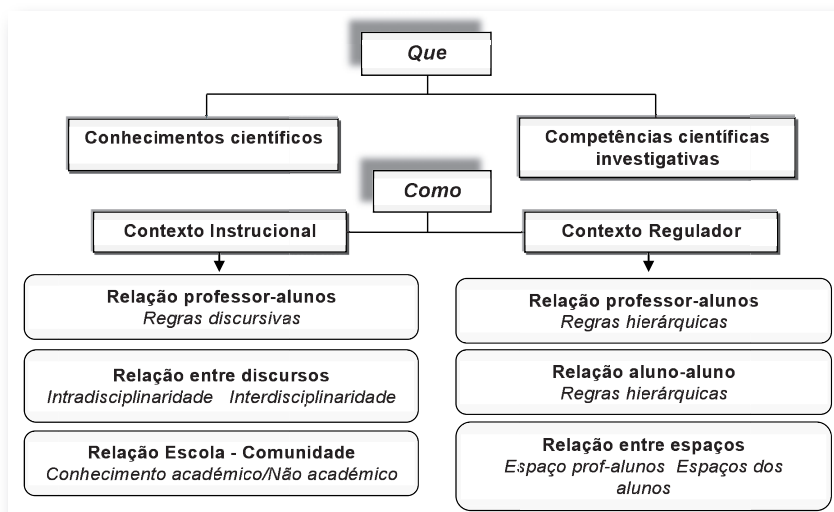 Que
Conhecimentos científicos
Competências científicas
investigativas
Como
Contexto Instrucional
Contexto Regulador
Relação professor-alunos
Regras discursivas
Relação entre discursos
Intradisciplinaridade Interdisciplinaridade
Relação Escola - Comunidade
Conhecimento académico/Não académico
Relação professor-alunos
Regras hierárquicas
Relação aluno-aluno
Regras hierárquicas
Relação entre espaços
Espaço prof-alunos Espaços dos
alunos